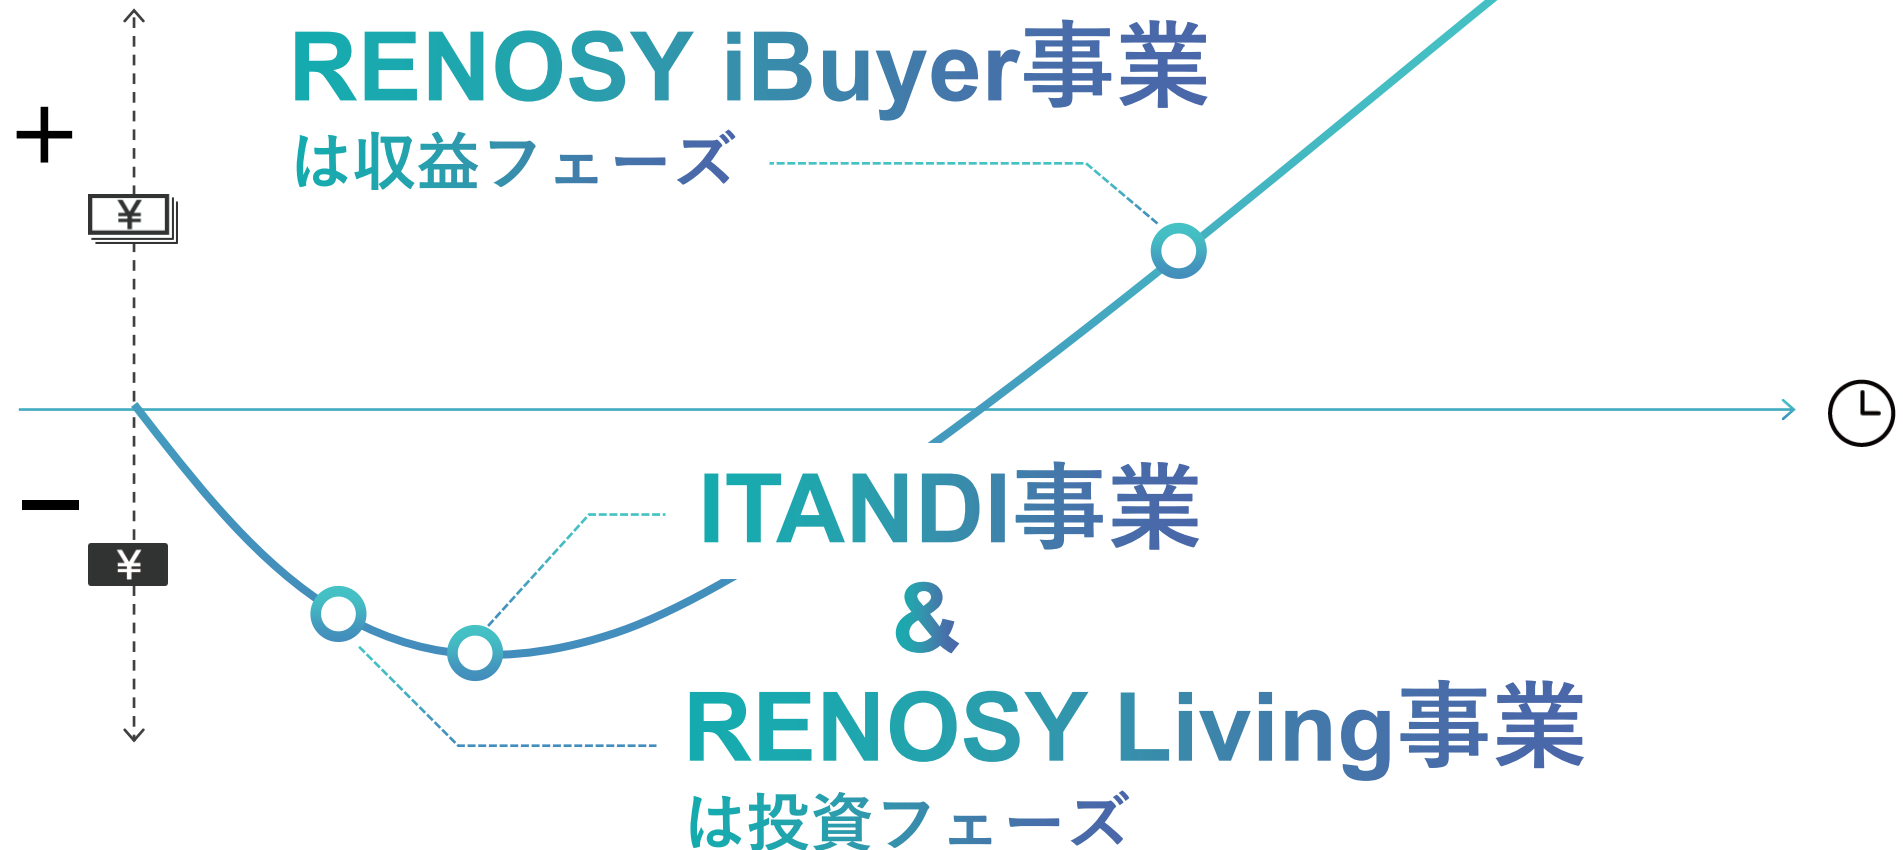 RENOSY iBuyer事業
は収益フェーズ
+
¥
−
¥
ITANDI事業
&
RENOSY Living事業
は投資フェーズ